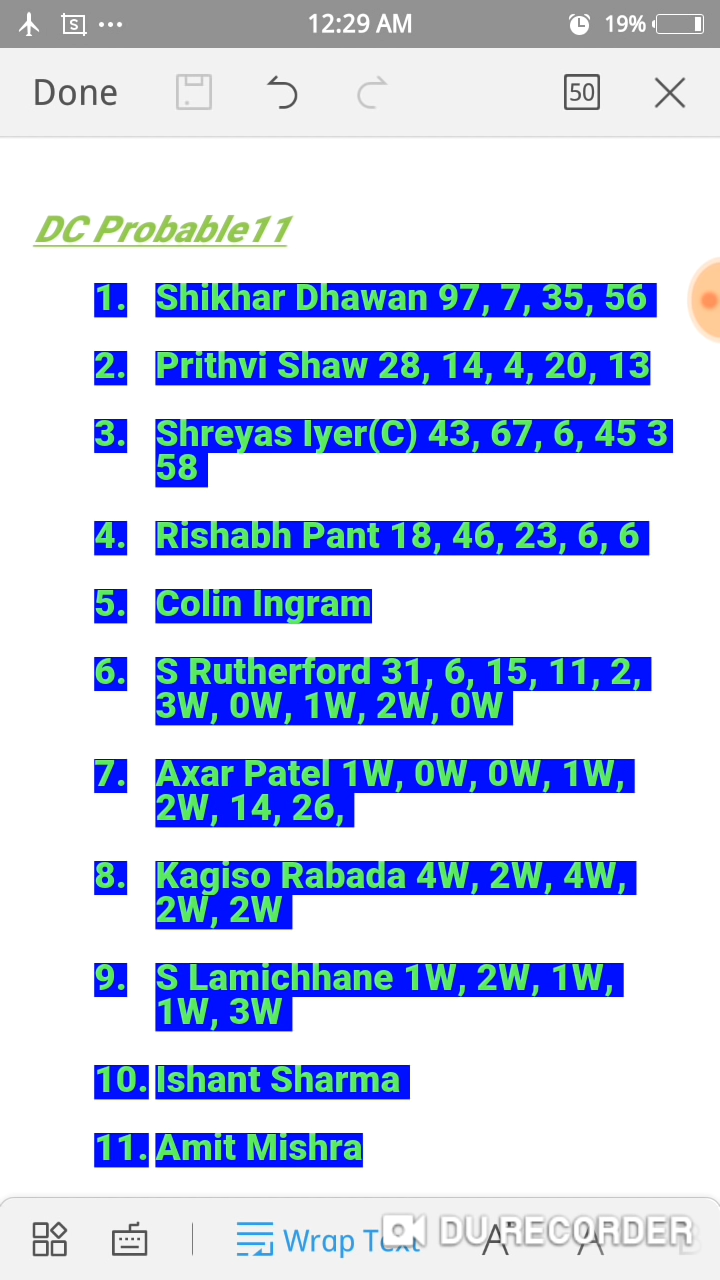 S ... 12:29 AM 19%
Done 50
DC Probable11
1. Shikhar Dhawan 97, 7, 35, 56
2. Prithvi Shaw 28, 14, 4, 20, 13
3. Shreyas Iyer(C) 43, 67, 6, 45 3
58
4. Rishabh Pant 18, 46, 23, 6, 6
5. Colin Ingram
6. S Rutherford 31, 6, 15, 11, 2,
3W, 0W, 1W, 2W, 0W
7. Axar Patel 1W, 0W, 0W, 1W,
2W, 14, 26,
8. Kagiso Rabada 4W, 2W, 4W,
2W, 2W
9. S Lamichhane 1W, 2W, 1W,
1W, 3W
10. Ishant Sharma
11. Amit Mishra
Wrap Text DU RECORDER